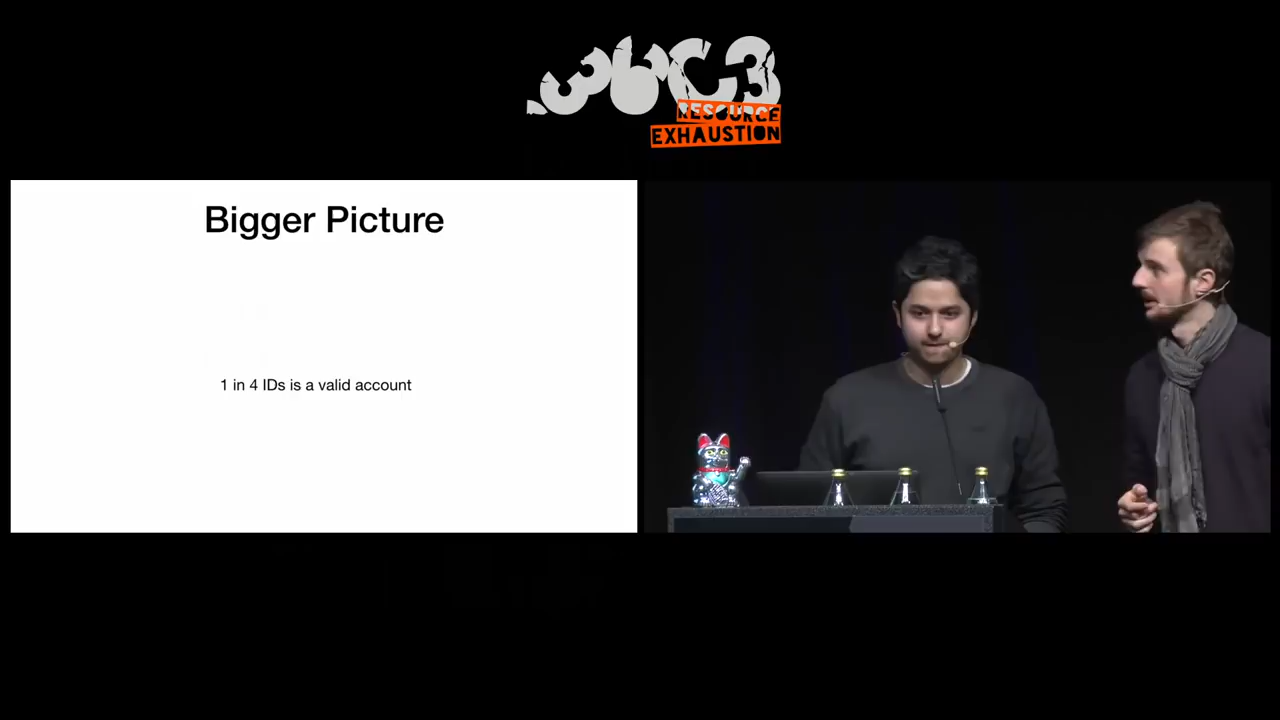 36C3
RESOURCE
EXHAUSTION
Bigger Picture
1 in 4 IDs is a valid account